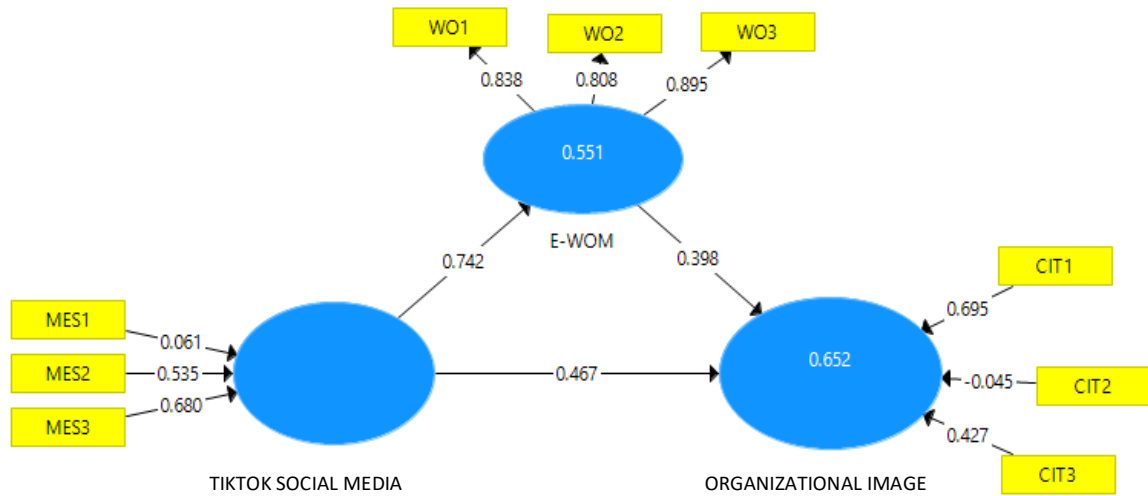 WO1
WO2
WO3
0.838
0.808
0.895
0.551
E-WOM
0.742
0.398
CIT1
0.695
MES1
0.061
MES2
0.535
0.467
0.652
-0.045
CIT2
MES3
0.680
0.427
CIT3
TIKTOK SOCIAL MEDIA
ORGANIZATIONAL IMAGE